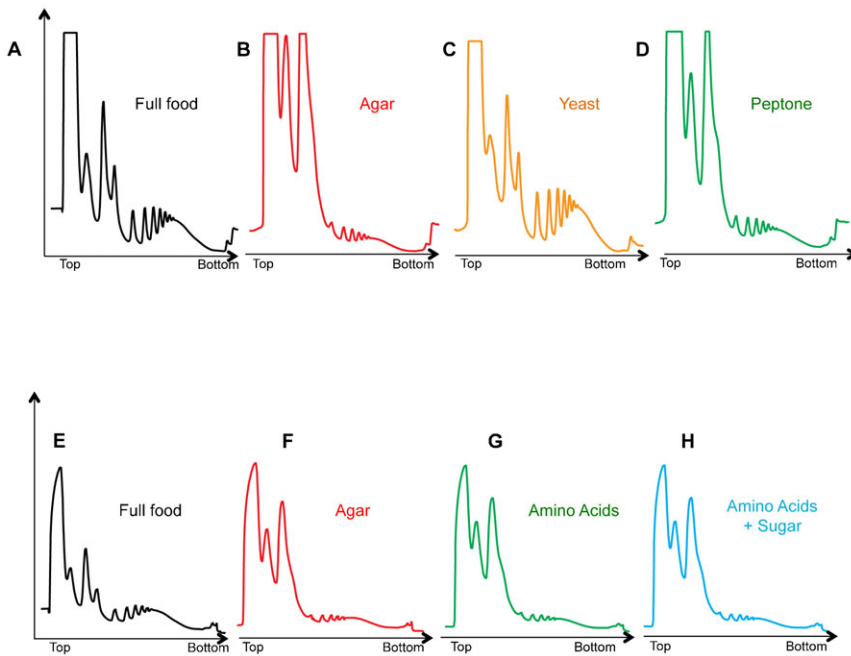 A
Full food
B
Agar
C
Yeast
D
Peptone
Top
Bottom
Top
Bottom
Top
Bottom
Top
Bottom
E
Full food
F
Agar
G
Amino Acids
H
Amino Acids
+ Sugar
Top
Bottom
Top
Bottom
Top
Bottom
Top
Bottom